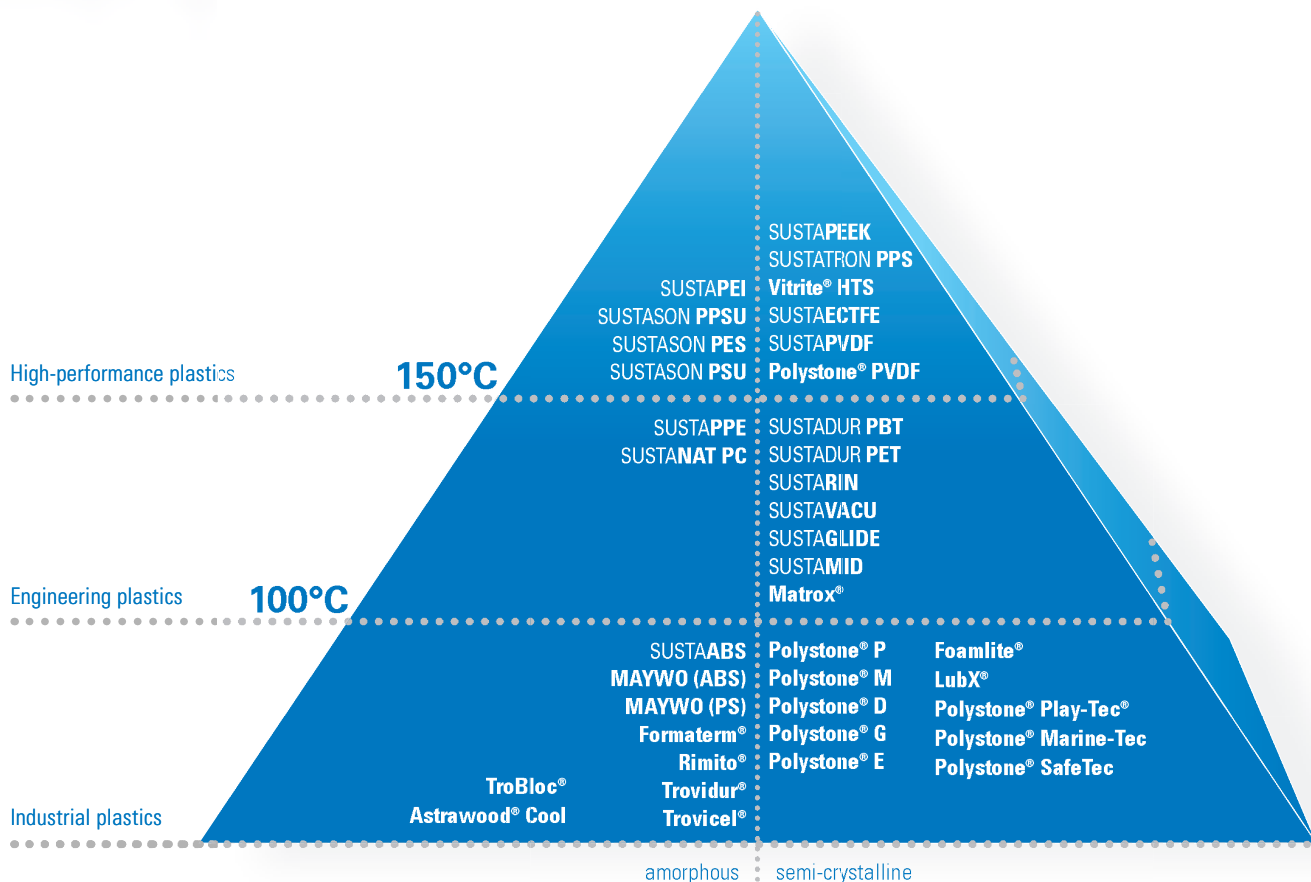 SUSTAPEEK
SUSTATRON PPS
SUSTAPEI
Vitrite® HTS
SUSTASON PPSU
SUSTAECTFE
SUSTASON PES
SUSTAPVDF
SUSTASON PSU
Polystone® PVDF
High-performance plastics
150°C
SUSTAPPE
SUSTADUR PBT
SUSTANAT PC
SUSTADUR PET
SUSTARIN
SUSTAVACU
SUSTAGLIDE
SUSTAMID
Matrox®
Engineering plastics
100°C
SUSTAABS
MAYWO (ABS)
MAYWO (PS)
Formaterm®
Rimito®
Trovidur®
Trovicel®
TroBloc®
Astrawood® Cool
Polystone® P
Polystone® M
Polystone® D
Polystone® G
Polystone® E
Foamlite®
LubX®
Polystone® Play-Tec®
Polystone® Marine-Tec
Polystone® SafeTec
Industrial plastics
amorphous
semi-crystalline